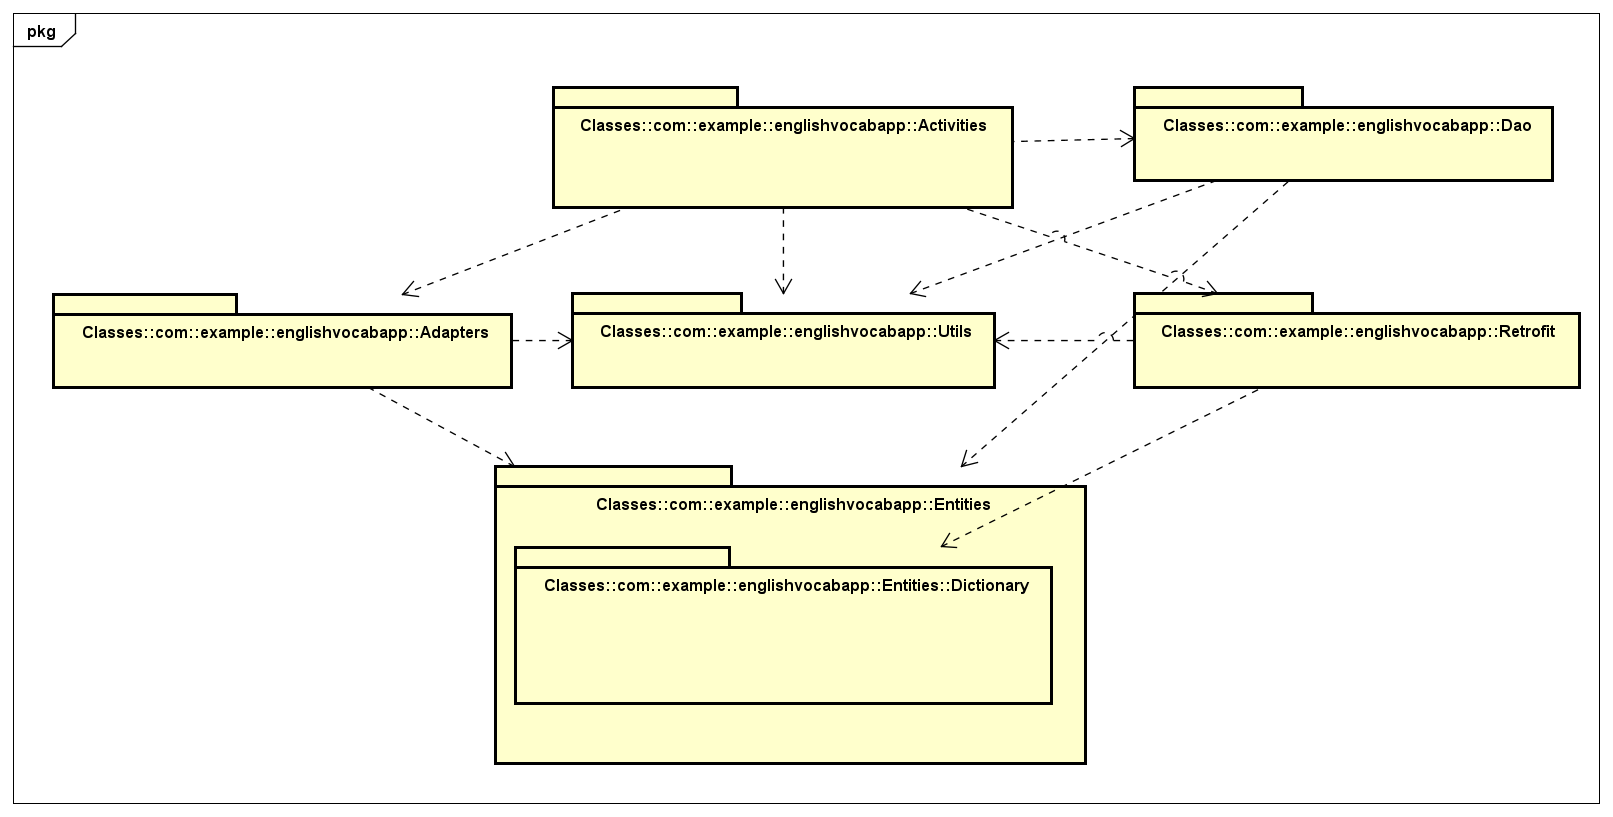 pkg
Classes::com::example::englishvocabapp::Activities
Classes::com::example::englishvocabapp::Dao
Classes::com::example::englishvocabapp::Adapters
Classes::com::example::englishvocabapp::Utils
Classes::com::example::englishvocabapp::Retrofit
Classes::com::example::englishvocabapp::Entities
Classes::com::example::englishvocabapp::Entities::Dictionary